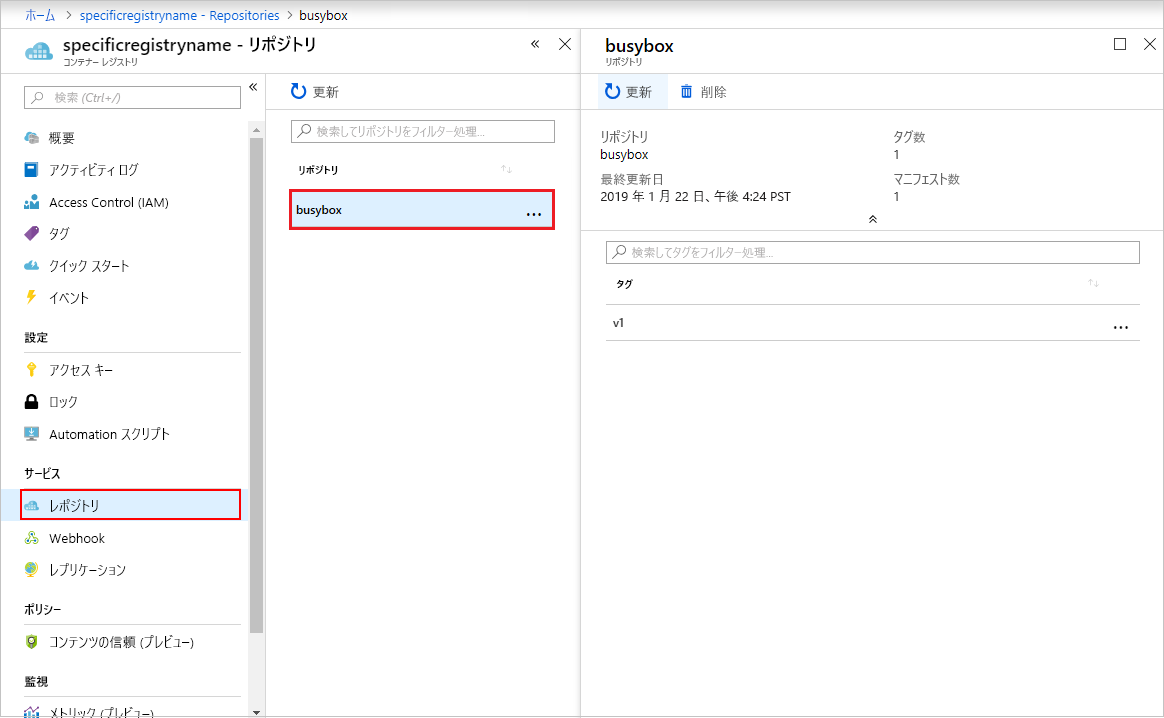 ホーム > specificregistryname - Repositories > busybox
specificregistryname - リポジトリ
コンテナー レジストリ
検索 (Ctrl+/)
概要
アクティビティ ログ
Access Control (IAM)
タグ
クイック スタート
イベント
設定
アクセス キー
ロック
Automation スクリプト
サービス
レポジトリ
Webhook
レプリケーション
ポリシー
コンテンツの信頼 (プレビュー)
監視
メトリック (プレビュー)
更新
検索してリポジトリをフィルター処理...
リポジトリ
busybox
busybox
リポジトリ
更新
削除
リポジトリ
busybox
タグ数
1
最終更新日
2019 年 1 月 22 日、午後 4:24 PST
マニフェスト数
1
検索してタグをフィルター処理...
タグ
v1